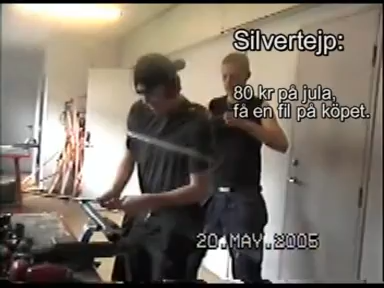 Silvertejp:
80 kr på jula,
få en fil på köpet.
20.MAY.2005